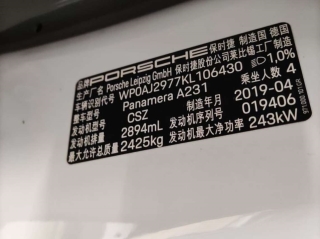 品牌 PORSCHE 保时捷 制造国 德国
生产厂名 Porsche Leipzig GmbH 保时捷股份公司莱比锡工厂制造
车辆识别代号 WP0AJ2977KL106430 1,0%
整车型号 Panamera A231 乘坐人数 4
发动机型号 CSZ 制造年月 2019-04
发动机排量 2894mL 发动机序列号 019406
最大允许总质量 2425kg 发动机最大净功率 243kW